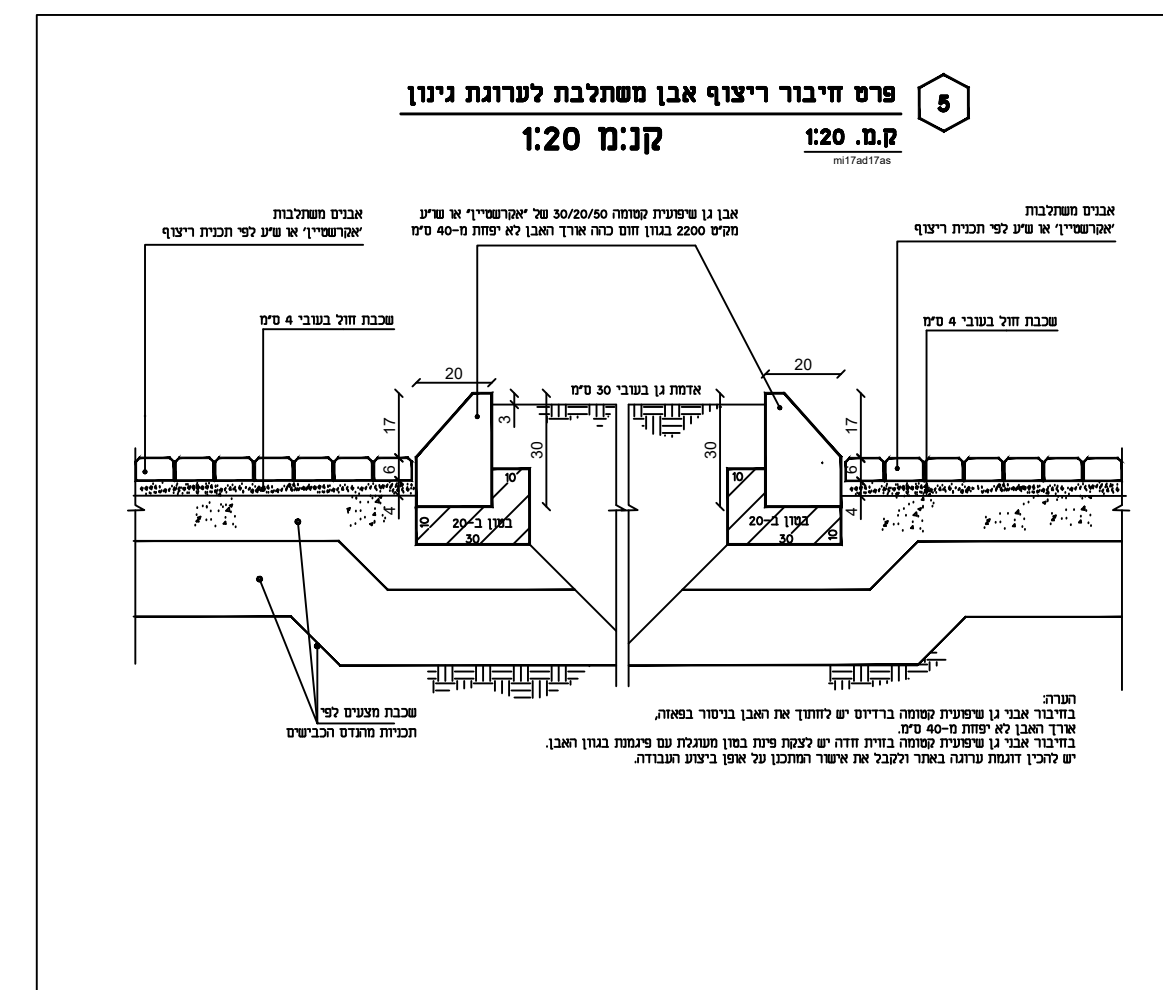 פרט חיבור ריצוף אבן משתלבת לערוגת גינון
5
ק.מ. 1:20
קנ:מ 1:20
mi17ad17as
אבנים משתלבות
'אקרשטיין' או ש"ע לפי תכנית ריצוף
אבן גן שיפועית קטומה 30/20/50 של "אקרשטיין" או שו"ע
מק"ט 2200 בגוון חום כהה אורך האבן לא יפחת מ-40 ס"מ
אבנים משתלבות
'אקרשטיין' או ש"ע לפי תכנית ריצוף
שכבת חול בעובי 4 ס"מ
שכבת חול בעובי 4 ס"מ
20
20
אדמת גן בעובי 30 ס"מ
17
3
30
30
17
6
6
4
4
10
10
10
10
בטון ב-20
30
בטון ב-20
30
שכבת מצעים לפי
תכניות מהנדס הכבישים
הערה:
בחיבור אבני גן שיפועית קטומה ברדיוס יש לחתוך את האבן בניסור בפאזה,
אורך האבן לא יפחת מ-40 ס"מ.
בחיבור אבני גן שיפועית קטומה בזוית חדה יש לצקת פינת בטון מעוגלת עם פיגמנט בגוון האבן.
יש להכין דוגמת ערוגה באתר ולקבל את אישור המתכנן על אופן ביצוע העבודה.